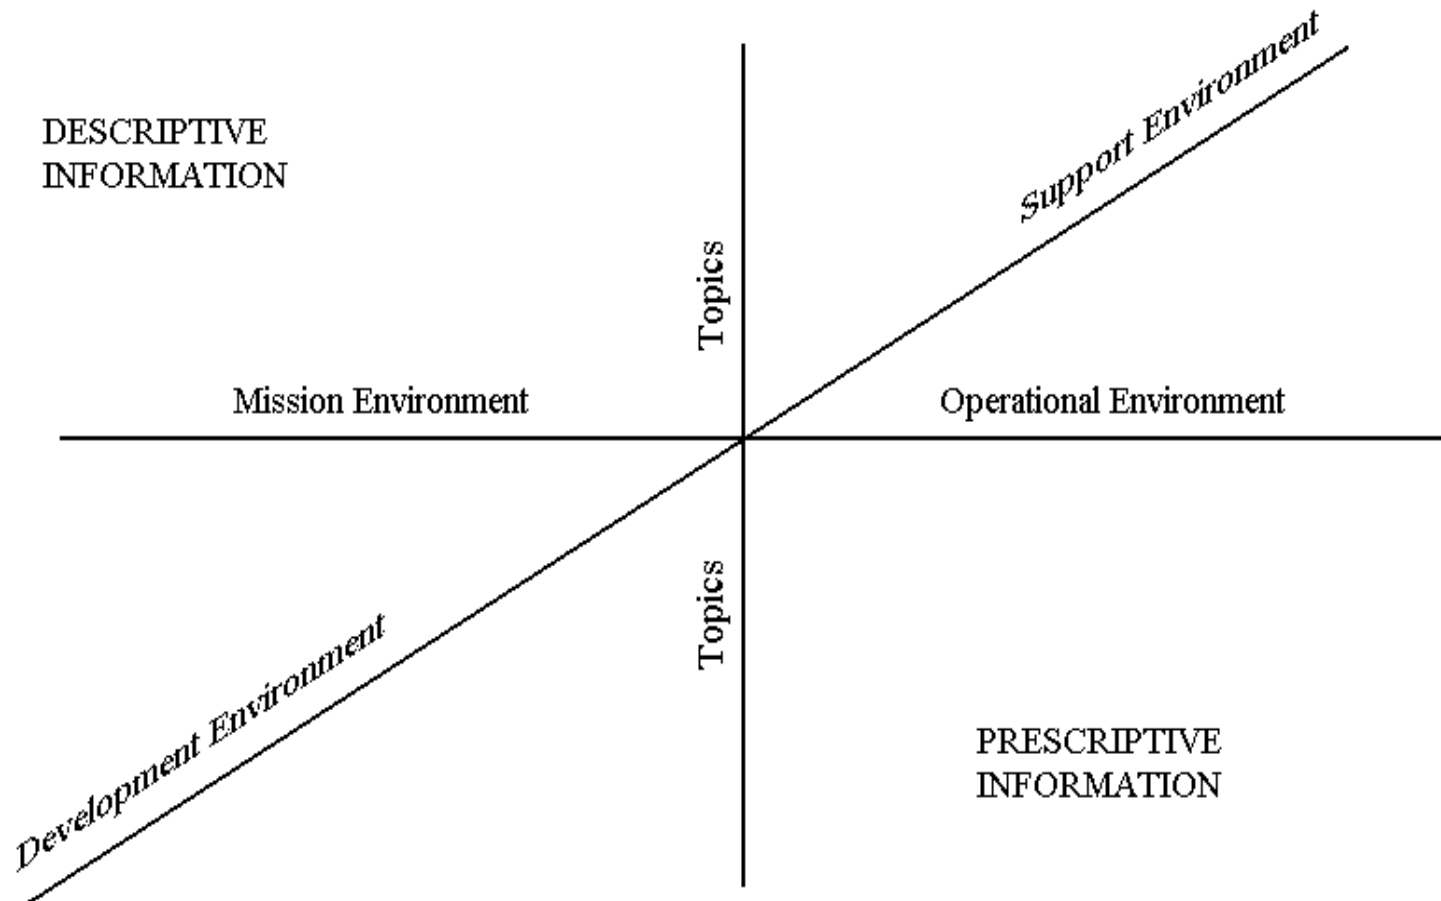 Support Environment
DESCRIPTIVE
INFORMATION
Topics
Mission Environment
Operational Environment
Topics
Development Environment
PRESCRIPTIVE
INFORMATION